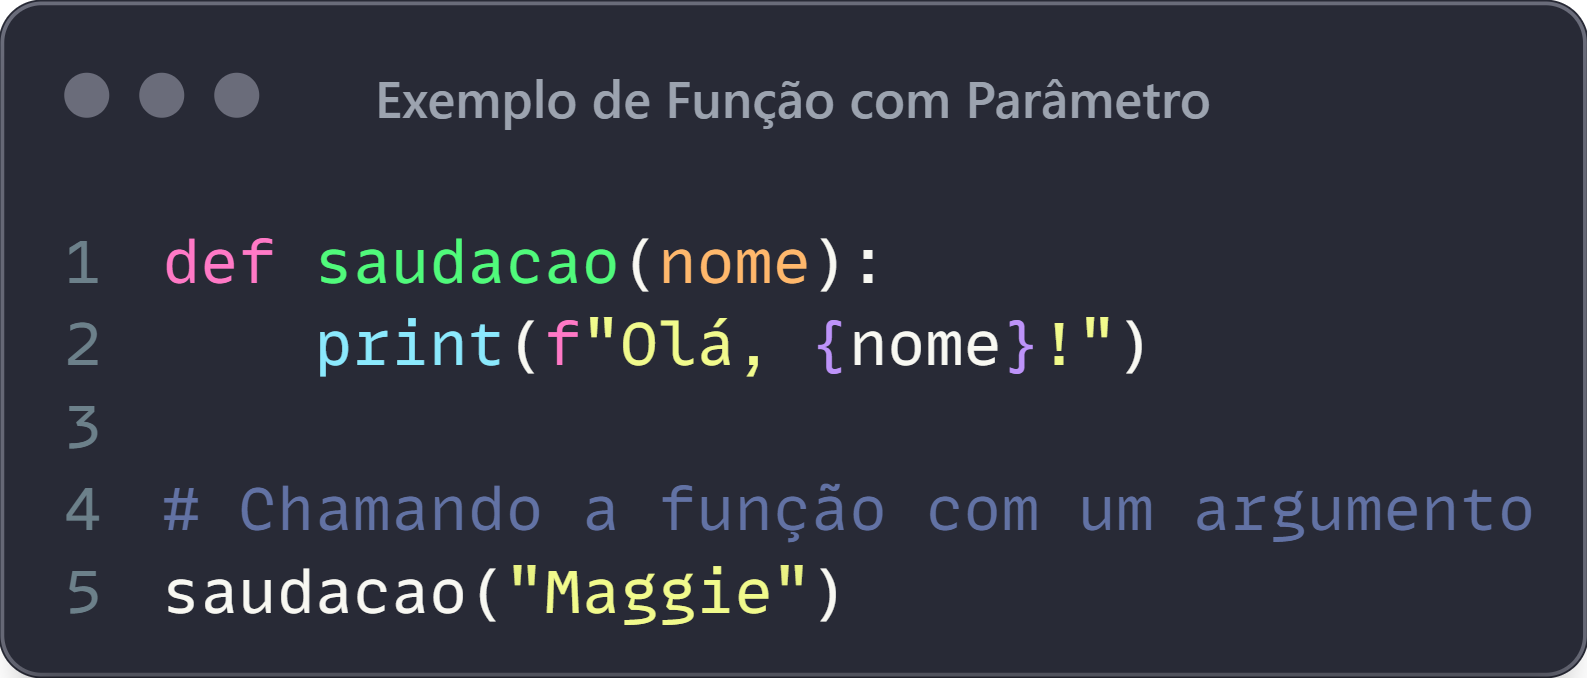 Exemplo de Função com Parâmetro
1 def saudacao(nome):
2     print(f"Olá, {nome}!")
3
4 # Chamando a função com um argumento
5 saudacao("Maggie")